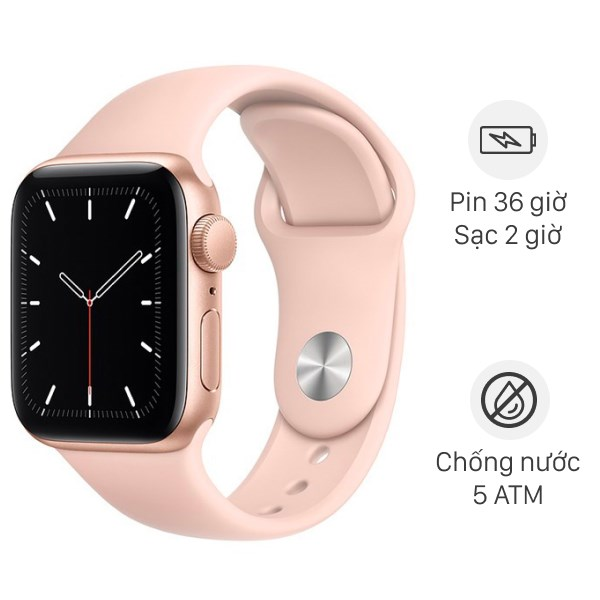 Pin 36 giờ
Sạc 2 giờ
Chống nước
5 ATM